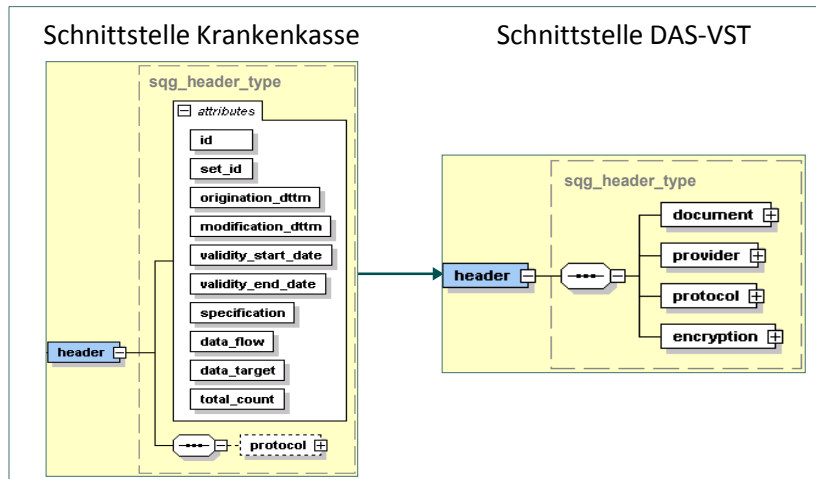 Schnittstelle Krankenkasse
sqg_header_type
attributes
id
set_id
origination_dttm
modification_dttm
validity_start_date
validity_end_date
specification
data_flow
data_target
total_count
header
protocol
Schnittstelle DAS-VST
sqg_header_type
document
provider
header
protocol
encryption